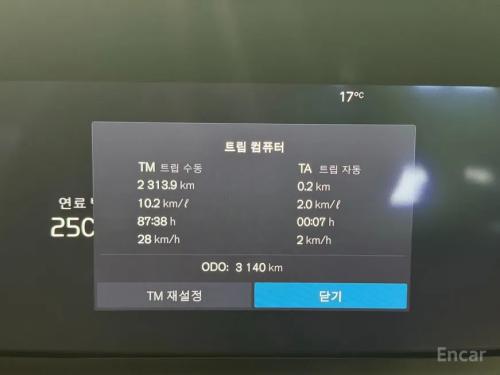 17°C
트립 컴퓨터
TM 트립 수동 TA 트립 자동
2 313.9 km 0.2 km
10.2 km/ℓ 2.0 km/ℓ
87:38 h 00:07 h
28 km/h 2 km/h
연료
250
ODO: 3 140 km
TM 재설정 닫기
Encar